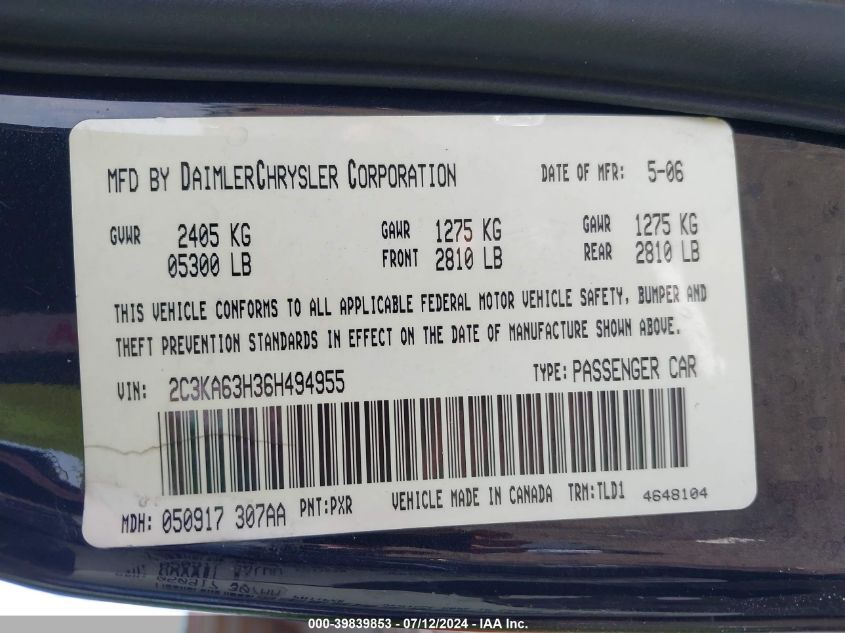 MFD BY DAIMLERCHRYSLER CORPORATION DATE OF MFR: 5-06
GVWR 2405 KG GAWR 1275 KG GAWR 1275 KG
05300 LB FRONT 2810 LB REAR 2810 LB
THIS VEHICLE CONFORMS TO ALL APPLICABLE FEDERAL MOTOR VEHICLE SAFETY, BUMPER AND
THEFT PREVENTION STANDARDS IN EFFECT ON THE DATE OF MANUFACTURE SHOWN ABOVE.
VIN: 2C3KA63H36H494955 TYPE: PASSENGER CAR
MDH: 050917 307AA PNT:PXR VEHICLE MADE IN CANADA TRM:TLD1 4648104
000-39839853 - 07/12/2024 - IAA Inc.